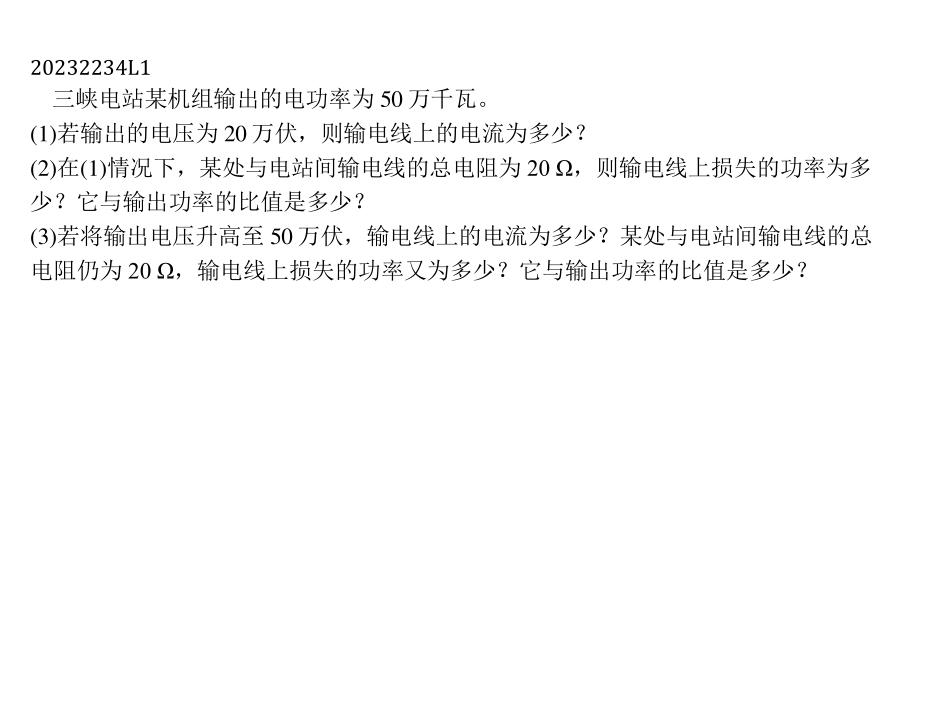 20232234L1
三峡电站某机组输出的电功率为 50 万千瓦。
(1)若输出的电压为 20 万伏，则输电线上的电流为多少？
(2)在(1)情况下，某处与电站间输电线的总电阻为 20 Ω，则输电线上损失的功率为多
少？它与输出功率的比值是多少？
(3)若将输出电压升高至 50 万伏，输电线上的电流为多少？某处与电站间输电线的总
电阻仍为 20 Ω，输电线上损失的功率又为多少？它与输出功率的比值是多少？